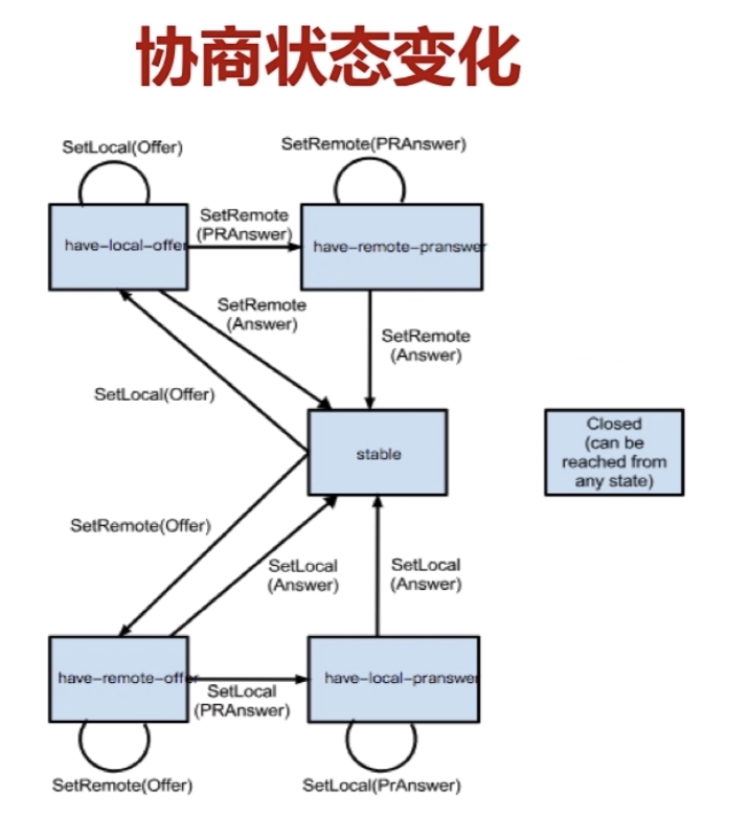 协商状态变化
SetLocal(Offer)
SetRemote(PRAnswer)
have-local-offer
SetRemote
(PRAnswer)
have-remote-pranswer
SetRemote
(Answer)
SetRemote
(Answer)
SetLocal(Offer)
stable
Closed
(can be
reached from
any state)
SetRemote(Offer)
SetLocal
(Answer)
SetLocal
(Answer)
have-remote-offer
SetLocal
(PRAnswer)
have-local-pranswer
SetRemote(Offer)
SetLocal(PrAnswer)